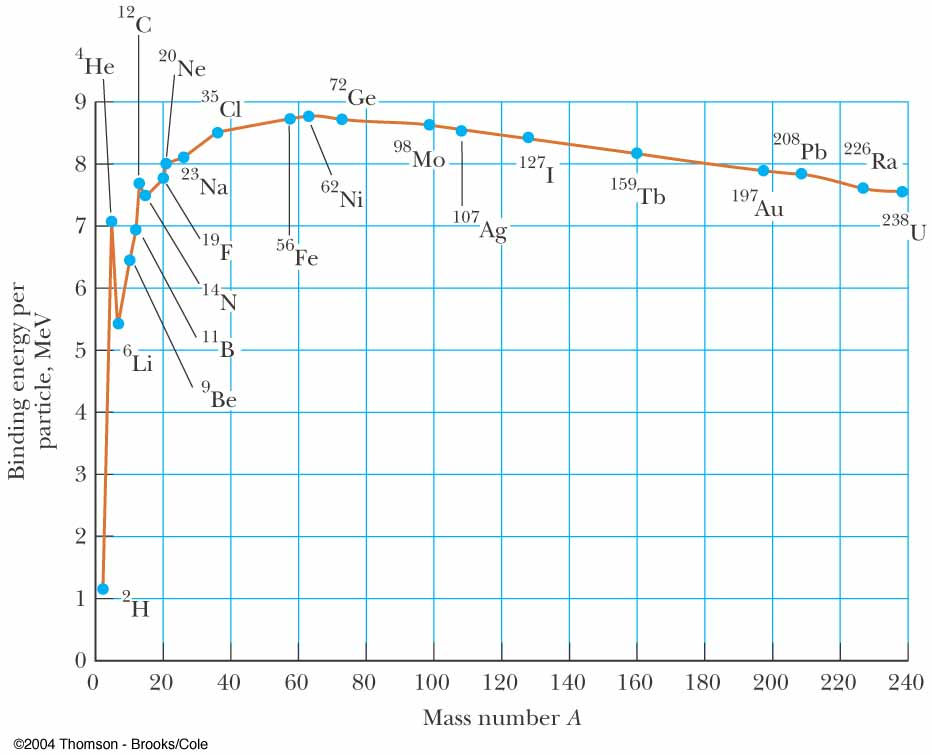 ¹²C
⁴He
²⁰Ne
³⁵Cl
⁷²Ge
9
8
7
6
5
4
3
2
1
0
²³Na
⁹⁸Mo
¹²⁷I
²⁰⁸Pb
²²⁶Ra
⁶²Ni
¹⁵⁹Tb
¹⁹⁷Au
¹⁰⁷Ag
²³⁸U
¹⁹F
⁵⁶Fe
¹⁴N
¹¹B
⁶Li
⁹Be
²H
Binding energy per
particle, MeV
0 20 40 60 80 100 120 140 160 180 200 220 240
Mass number A
©2004 Thomson - Brooks/Cole